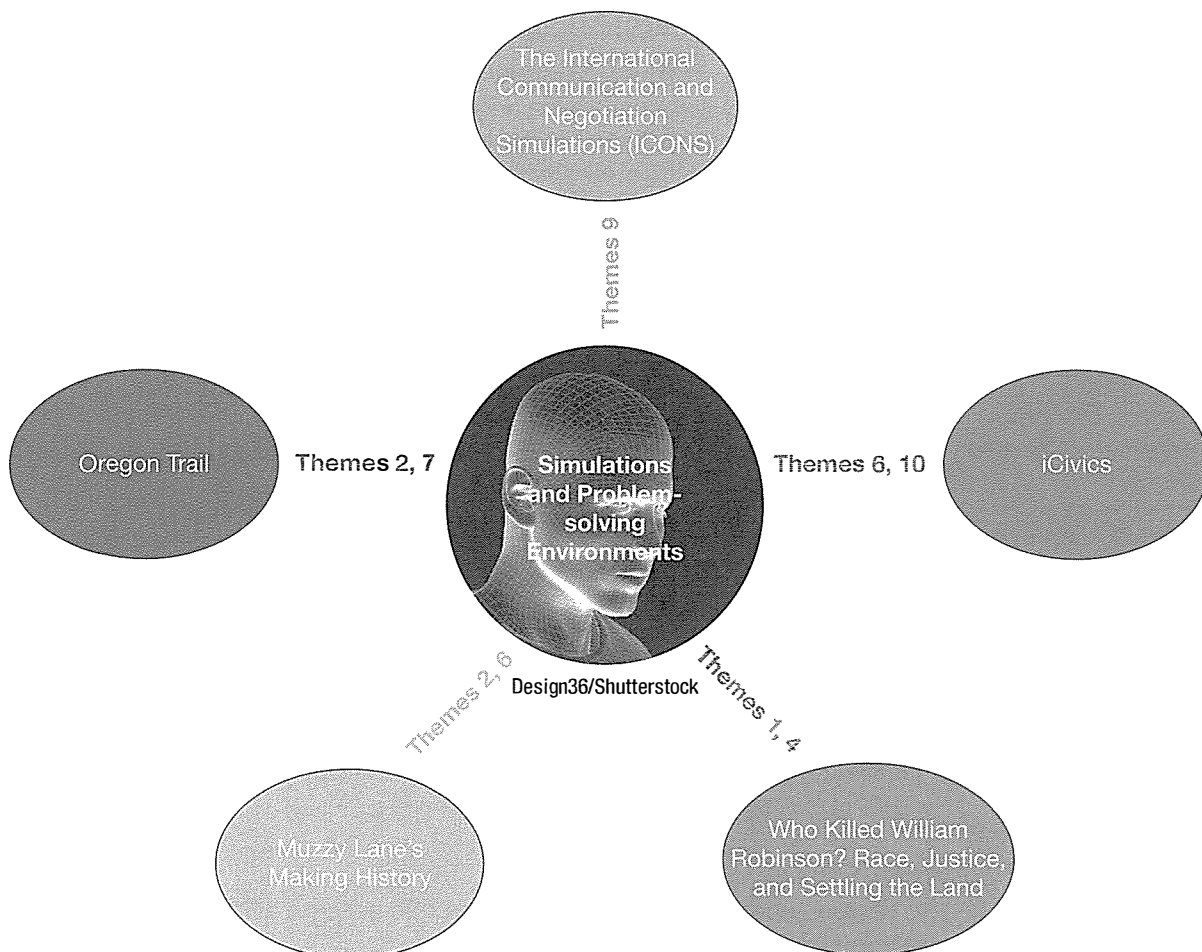 The International
Communication and
Negotiation
Simulations (ICONS)
Themes 9
Oregon Trail
Themes 2, 7
Simulations
and Problem-
solving
Environments
Themes 6, 10
iCivics
Design36/Shutterstock
Themes 2, 6
Themes 1, 4
Muzzy Lane's
Making History
Who Killed William
Robinson? Race, Justice,
and Settling the Land